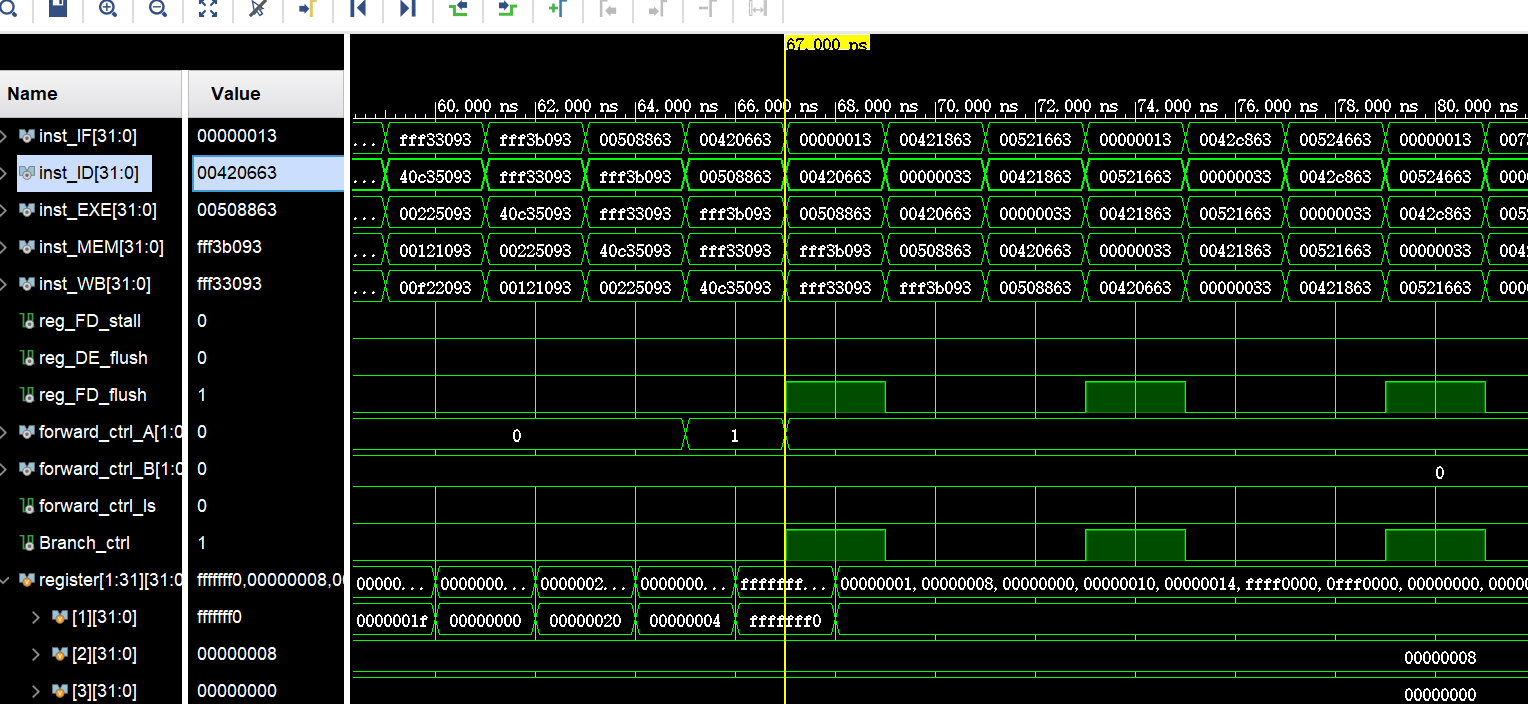 67.000 ns
Name Value
60.000 ns 62.000 ns 64.000 ns 66.000 ns 68.000 ns 70.000 ns 72.000 ns 74.000 ns 76.000 ns 78.000 ns 80.000 ns
inst_IF[31:0] 00000013 ... fff33093 fff3b093 00508863 00420663 00000013 00421863 00521663 00000013 0042c863 00524663 00000013 007
inst_ID[31:0] 00420663 ... 40c35093 fff33093 fff3b093 00508863 00420663 00000033 00421863 00521663 00000033 0042c863 00524663 000
inst_EXE[31:0] 00508863 ... 00225093 40c35093 fff33093 fff3b093 00508863 00420663 00000033 00421863 00521663 00000033 0042c863 005
inst_MEM[31:0] fff3b093 ... 00121093 00225093 40c35093 fff33093 fff3b093 00508863 00420663 00000033 00421863 00521663 00000033 004
inst_WB[31:0] fff33093 ... 00f22093 00121093 00225093 40c35093 fff33093 fff3b093 00508863 00420663 00000033 00421863 00521663 000
reg_FD_stall 0
reg_DE_flush 0
reg_FD_flush 1
forward_ctrl_A[1:0 0 0 1
forward_ctrl_B[1:0 0 0
forward_ctrl_ls 0
Branch_ctrl 1
register[1:31][31:0 fffffff0,00000008,00 00000... 0000000... 0000002... 0000000... fffffff... 00000001,00000008,00000000,00000010,00000014,ffff0000,0fff0000,00000000,00000
[1][31:0] fffffff0 0000001f 00000000 00000020 00000004 fffffff0
[2][31:0] 00000008 00000008
[3][31:0] 00000000 00000000